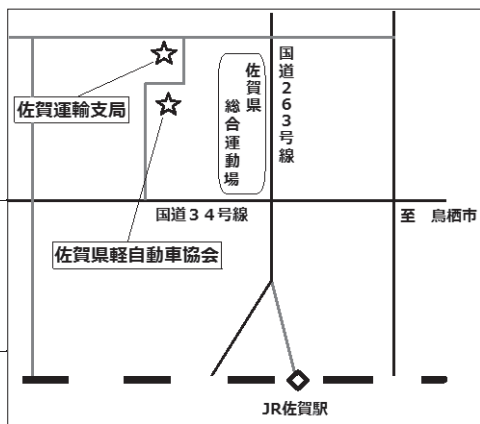 佐賀運輸支局
佐賀県
総合運動場
国道２６３号線
国道３４号線
至　鳥栖市
佐賀県軽自動車協会
JR佐賀駅